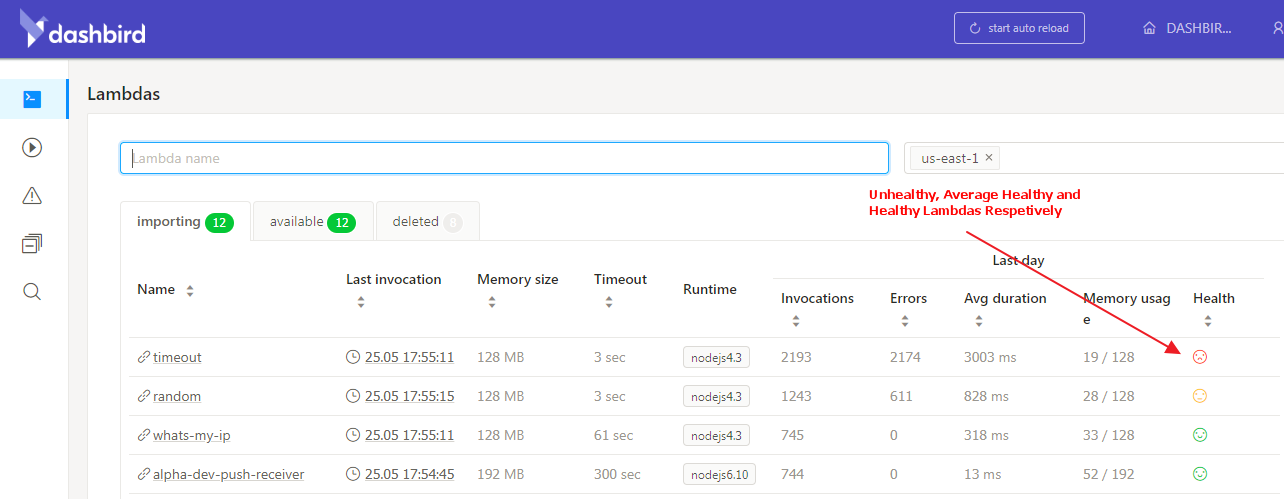 dashbird
start auto reload
DASHBIR...
Lambdas
Lambda name
us-east-1 ×
Unhealthy, Average Healthy and
Healthy Lambdas Respetively
importing 12 available 12 deleted 8
Last day
Name Last invocation Memory size Timeout Runtime Invocations Errors Avg duration Memory usag Health
e
timeout 25.05 17:55:11 128 MB 3 sec nodejs4.3 2193 2174 3003 ms 19 / 128
random 25.05 17:55:15 128 MB 3 sec nodejs4.3 1243 611 828 ms 28 / 128
whats-my-ip 25.05 17:55:11 128 MB 61 sec nodejs4.3 745 0 318 ms 33 / 128
alpha-dev-push-receiver 25.05 17:54:45 192 MB 300 sec nodejs6.10 744 0 13 ms 52 / 192